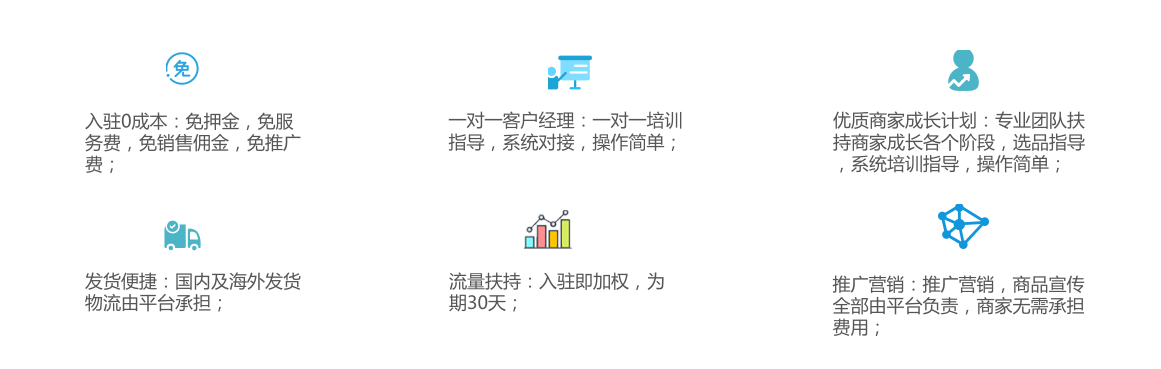 免
入驻0成本：免押金，免服
务费，免销售佣金，免推广
费；
一对一客户经理：一对一培训
指导，系统对接，操作简单；
优质商家成长计划：专业团队扶
持商家成长各个阶段，选品指导
，系统培训指导，操作简单；
发货便捷：国内及海外发货
物流由平台承担；
流量扶持：入驻即加权，为
期30天；
推广营销：推广营销，商品宣传
全部由平台负责，商家无需承担
费用；